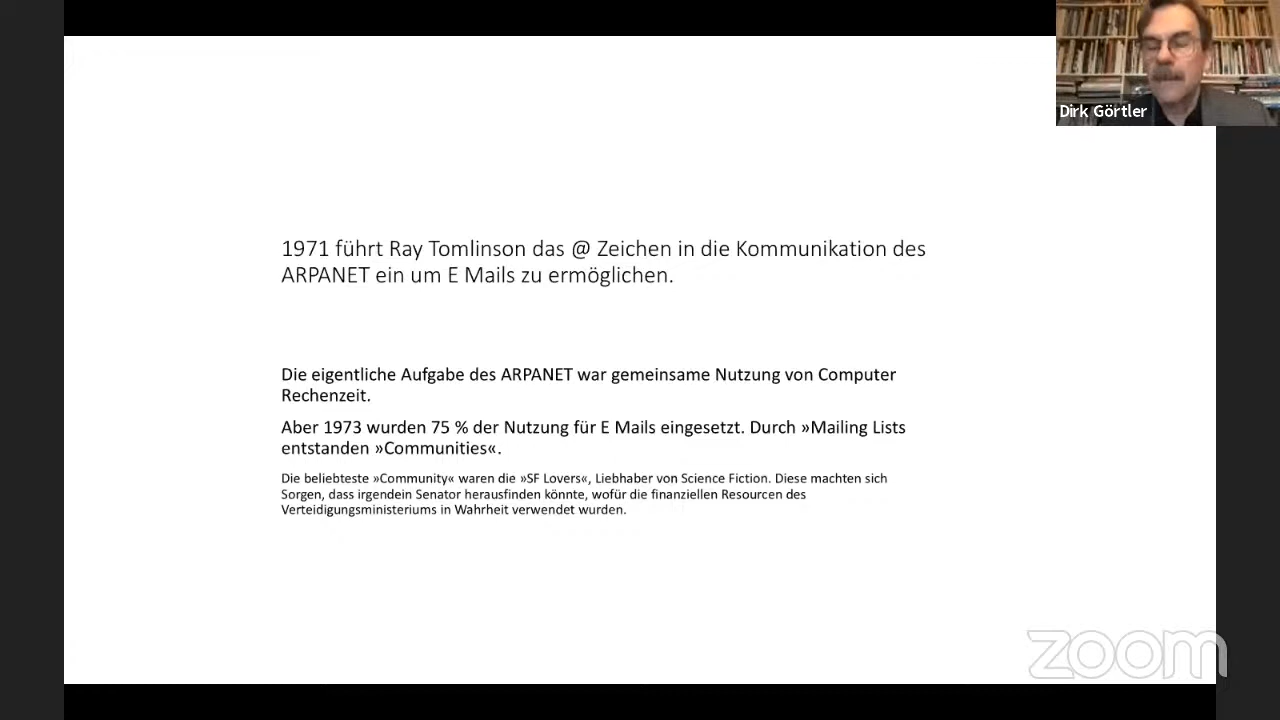 Dirk Görtler
1971 führt Ray Tomlinson das @ Zeichen in die Kommunikation des
ARPANET ein um E Mails zu ermöglichen.
Die eigentliche Aufgabe des ARPANET war gemeinsame Nutzung von Computer
Rechenzeit.
Aber 1973 wurden 75 % der Nutzung für E Mails eingesetzt. Durch »Mailing Lists
entstanden »Communities«.
Die beliebteste »Community« waren die »SF Lovers«, Liebhaber von Science Fiction. Diese machten sich
Sorgen, dass irgendein Senator herausfinden könnte, wofür die finanziellen Resourcen des
Verteidigungsministeriums in Wahrheit verwendet wurden.
zoom